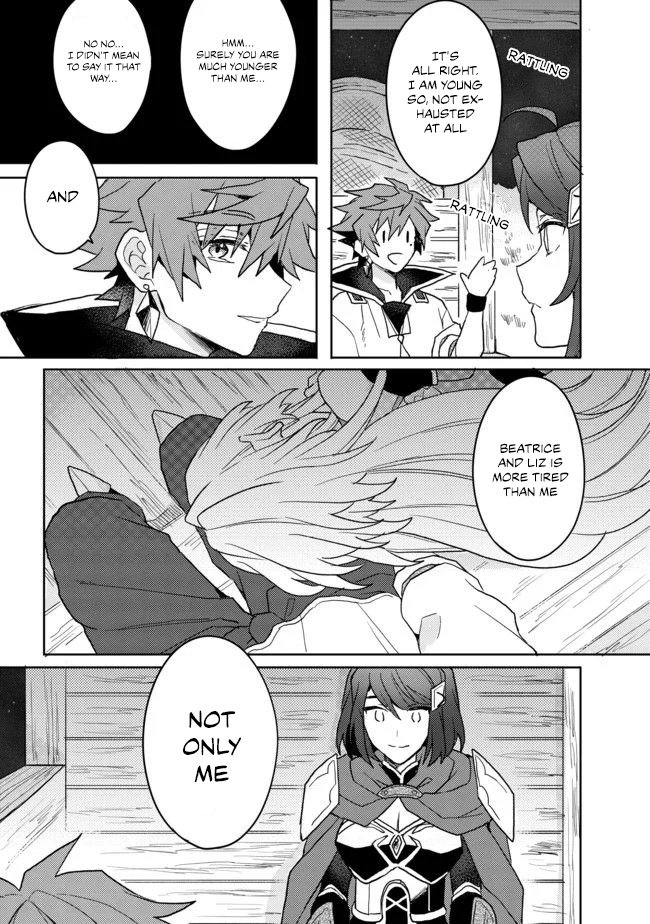 IT'S
ALL RIGHT.
I AM YOUNG
SO, NOT EX-
HAUSTED
AT ALL
RATTLING
RATTLING
HMM...
SURELY YOU ARE
MUCH YOUNGER
THAN ME...
NO NO...
I DIDN'T MEAN
TO SAY IT THAT
WAY...
AND
BEATRICE
AND LIZ IS
MORE TIRED
THAN ME
NOT
ONLY
ME